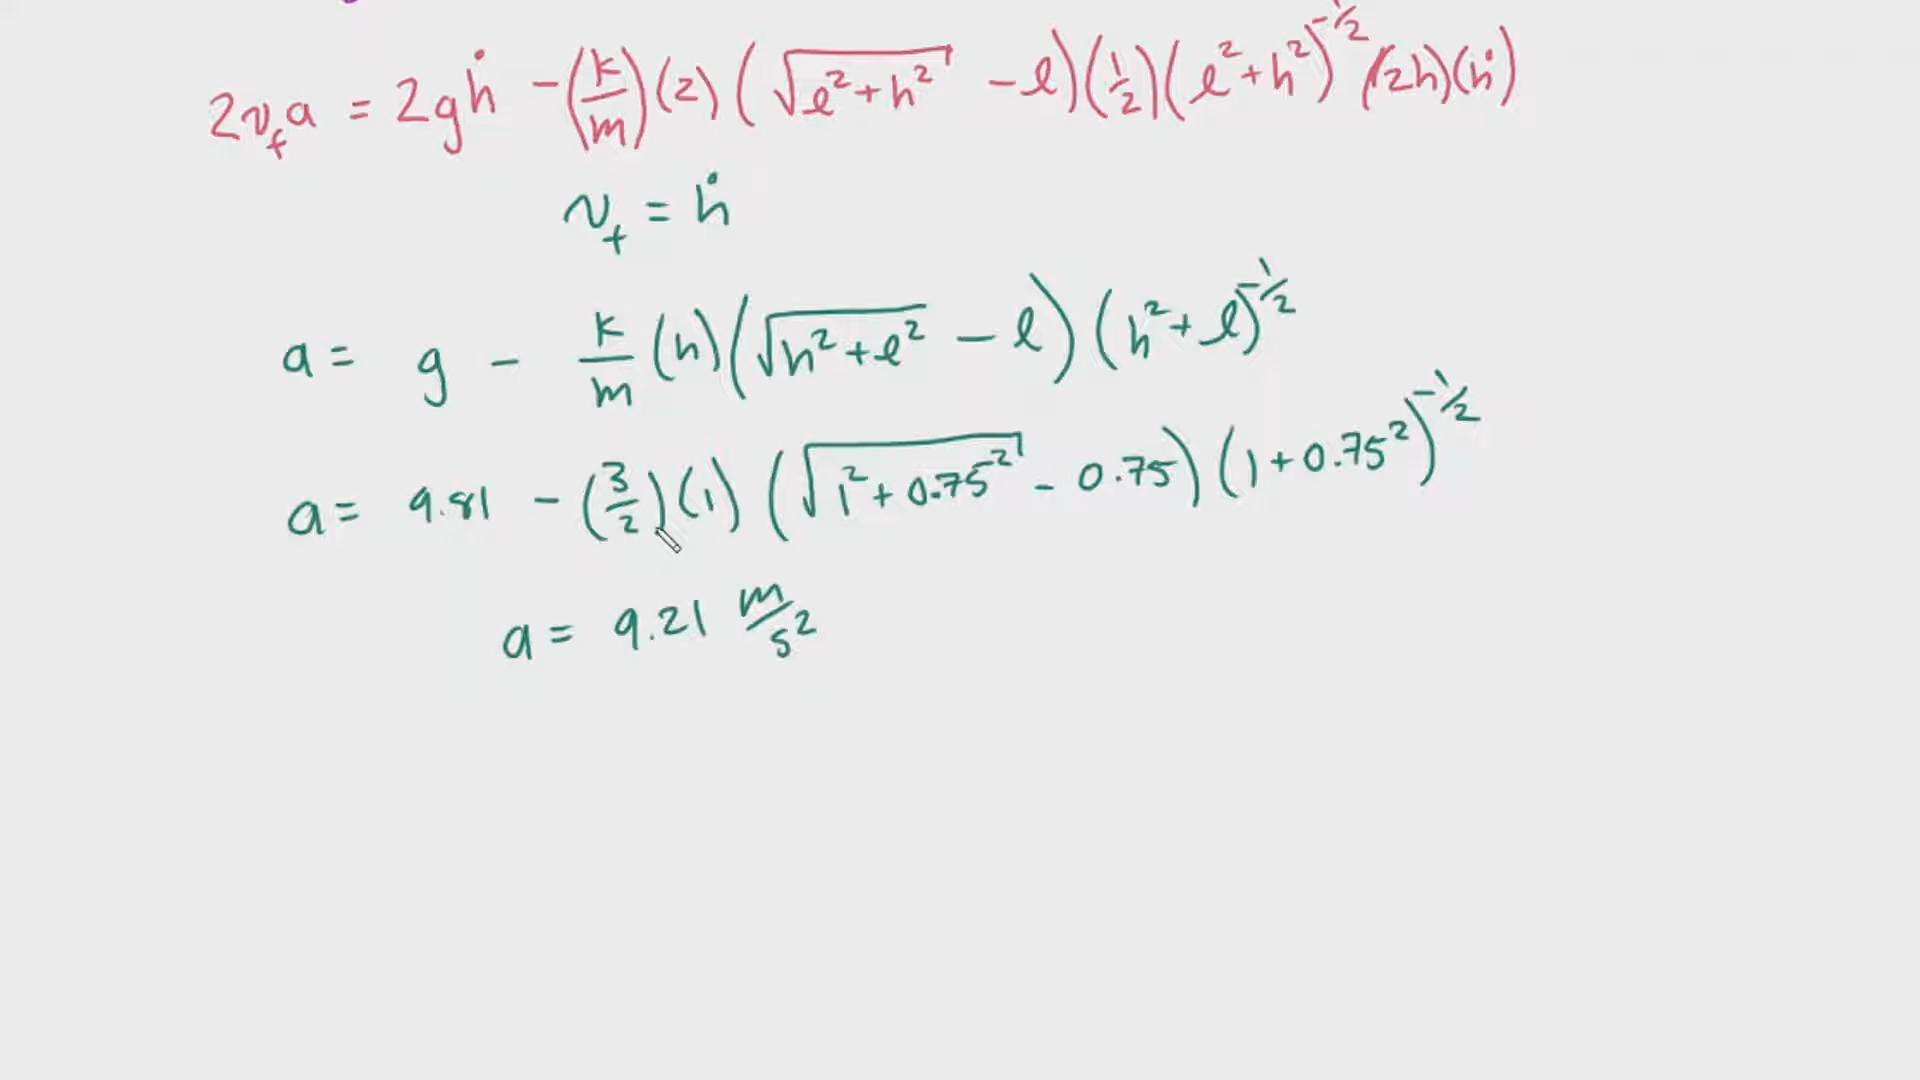 2v_f a = 2gḣ - (k/m)(2)(√(ℓ²+h²) - ℓ)(1/2)(ℓ²+h²)^(-1/2)(2h)(ḣ)
v_f = ḣ
a = g - k/m (h)(√(h²+ℓ²) - ℓ)(h²+ℓ)^(-1/2)
a = 9.81 - (3/2)(1)(√(1²+0.75²) - 0.75)(1+0.75²)^(-1/2)
a = 9.21 m/s²